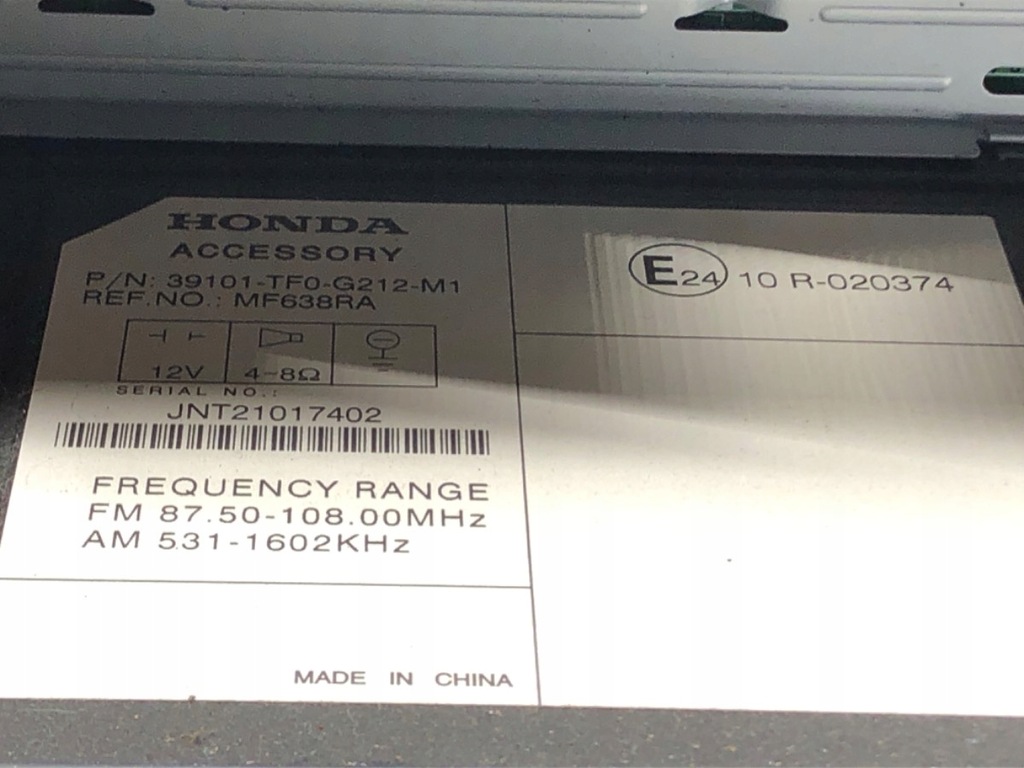 HONDA
ACCESSORY
P/N: 39101-TF0-G212-M1
REF.NO.: MF638RA
12V 4-8Ω
SERIAL NO.:
JNT21017402
FREQUENCY RANGE
FM 87.50-108.00MHz
AM 531-1602KHz
MADE IN CHINA
E24 10 R-020374